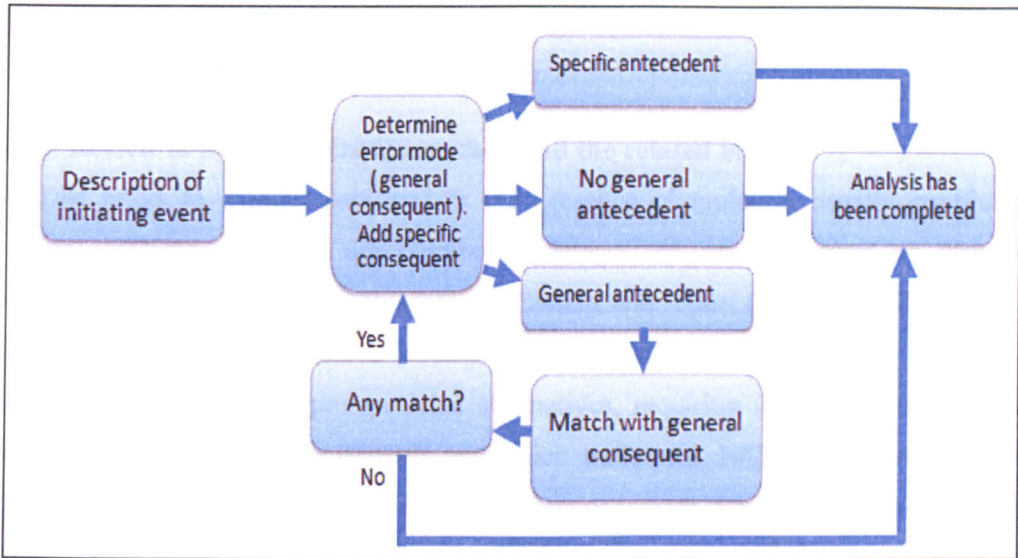 Description of
initiating event
Determine
error mode
( general
consequent ).
Add specific
consequent
Specific antecedent
No general
antecedent
General antecedent
Analysis has
been completed
Yes
Any match?
No
Match with general
consequent